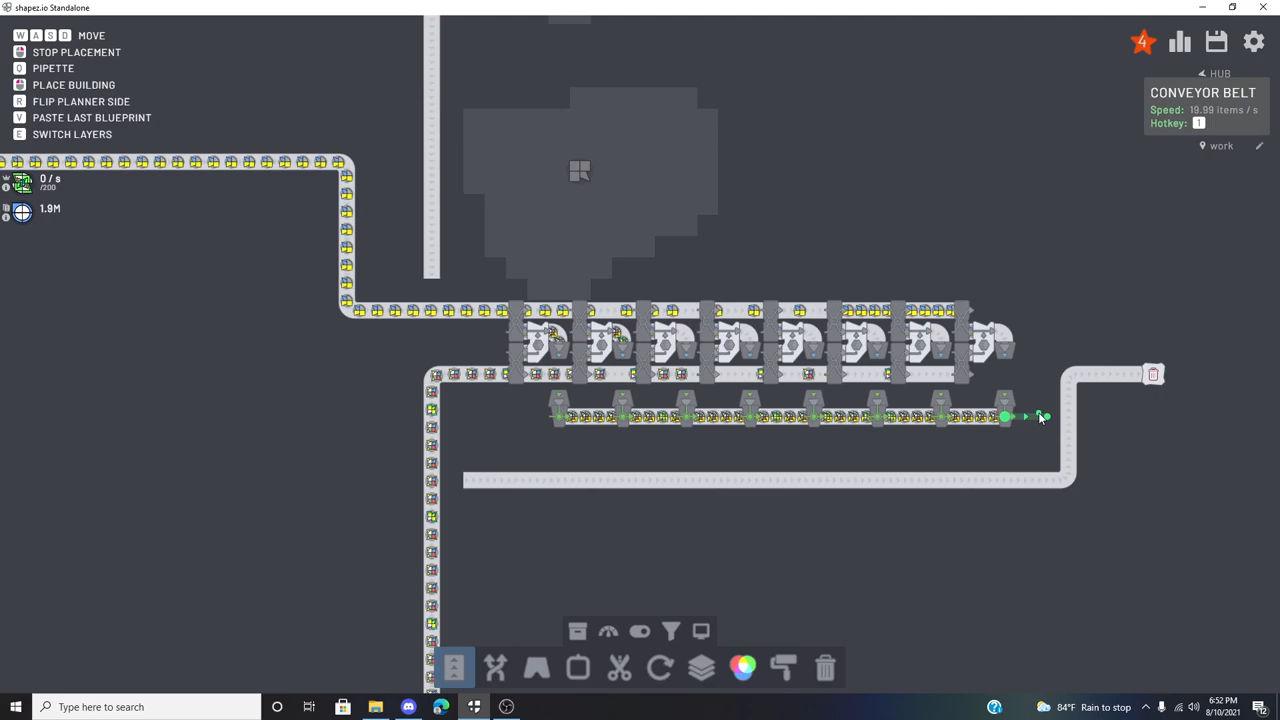 shapez.io Standalone
W A S D MOVE
STOP PLACEMENT
Q PIPETTE
PLACE BUILDING
R FLIP PLANNER SIDE
V PASTE LAST BLUEPRINT
E SWITCH LAYERS
4
HUB
CONVEYOR BELT
Speed: 19.99 items / s
Hotkey: 1
work
0 / s
/200
1.9M
Type here to search
84°F Rain to stop
6:52 PM
8/10/2021
12